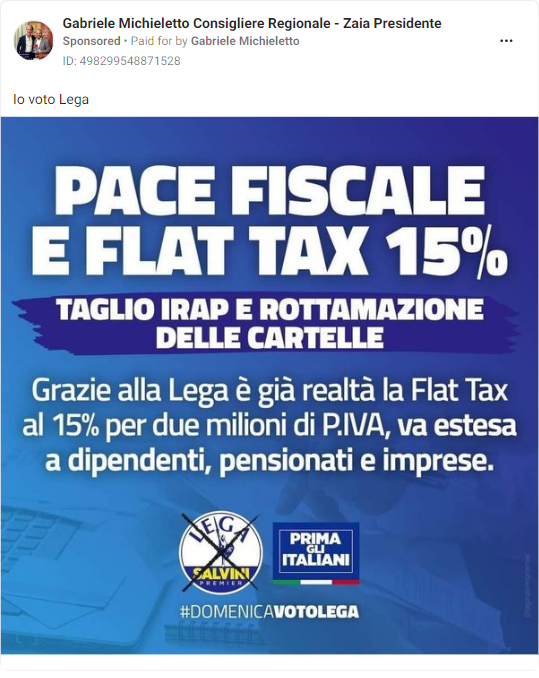 Gabriele Michieletto Consigliere Regionale - Zaia Presidente
Sponsored • Paid for by Gabriele Michieletto
ID: 498299548871528
Io voto Lega
PACE FISCALE
E FLAT TAX 15%
TAGLIO IRAP E ROTTAMAZIONE
DELLE CARTELLE
Grazie alla Lega è già realtà la Flat Tax
al 15% per due milioni di P.IVA, va estesa
a dipendenti, pensionati e imprese.
LEGA
SALVINI
PREMIER
PRIMA
GLI
ITALIANI
#DOMENICAVOTOLEGA